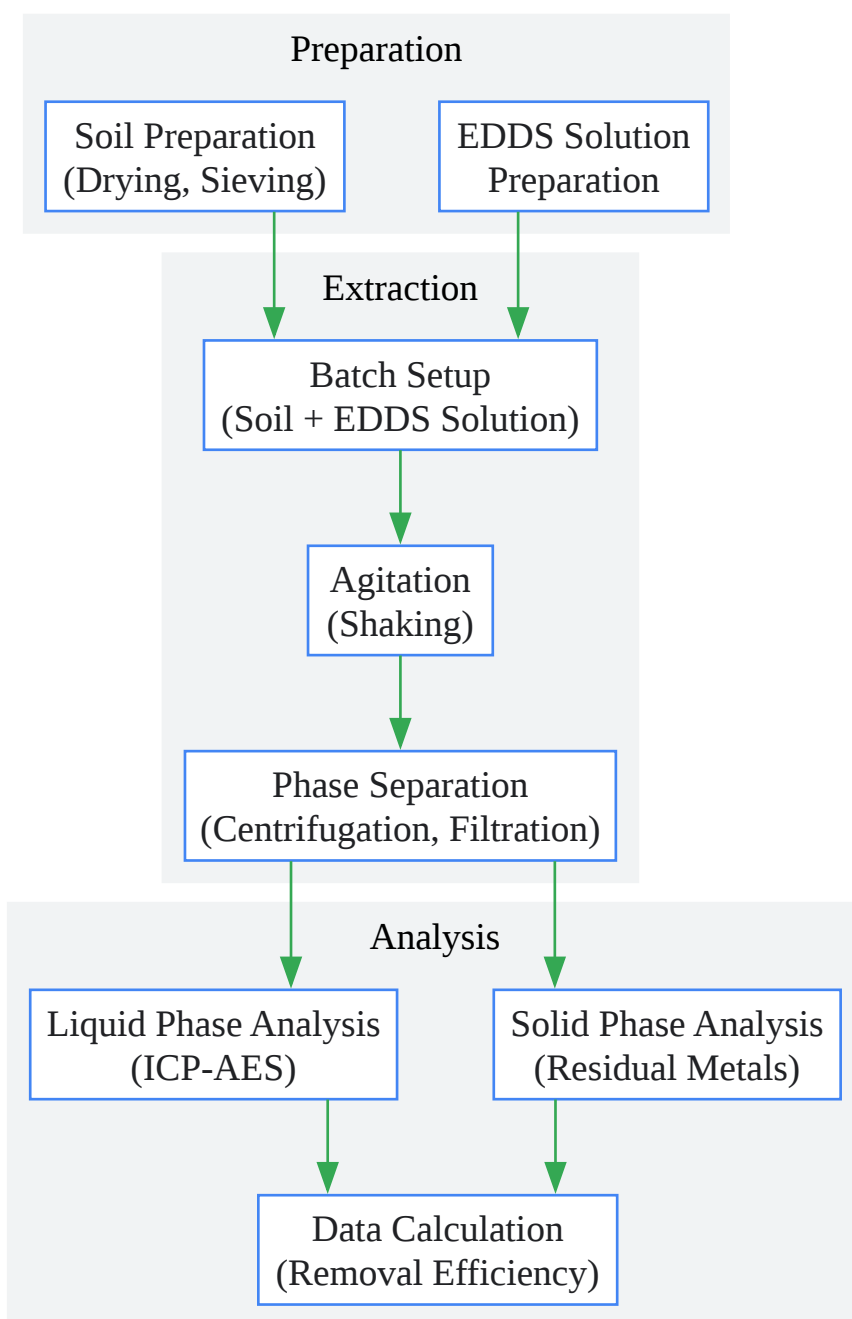 Preparation
Soil Preparation
(Drying, Sieving)
EDDS Solution
Preparation
Extraction
Batch Setup
(Soil + EDDS Solution)
Agitation
(Shaking)
Phase Separation
(Centrifugation, Filtration)
Analysis
Liquid Phase Analysis
(ICP-AES)
Solid Phase Analysis
(Residual Metals)
Data Calculation
(Removal Efficiency)